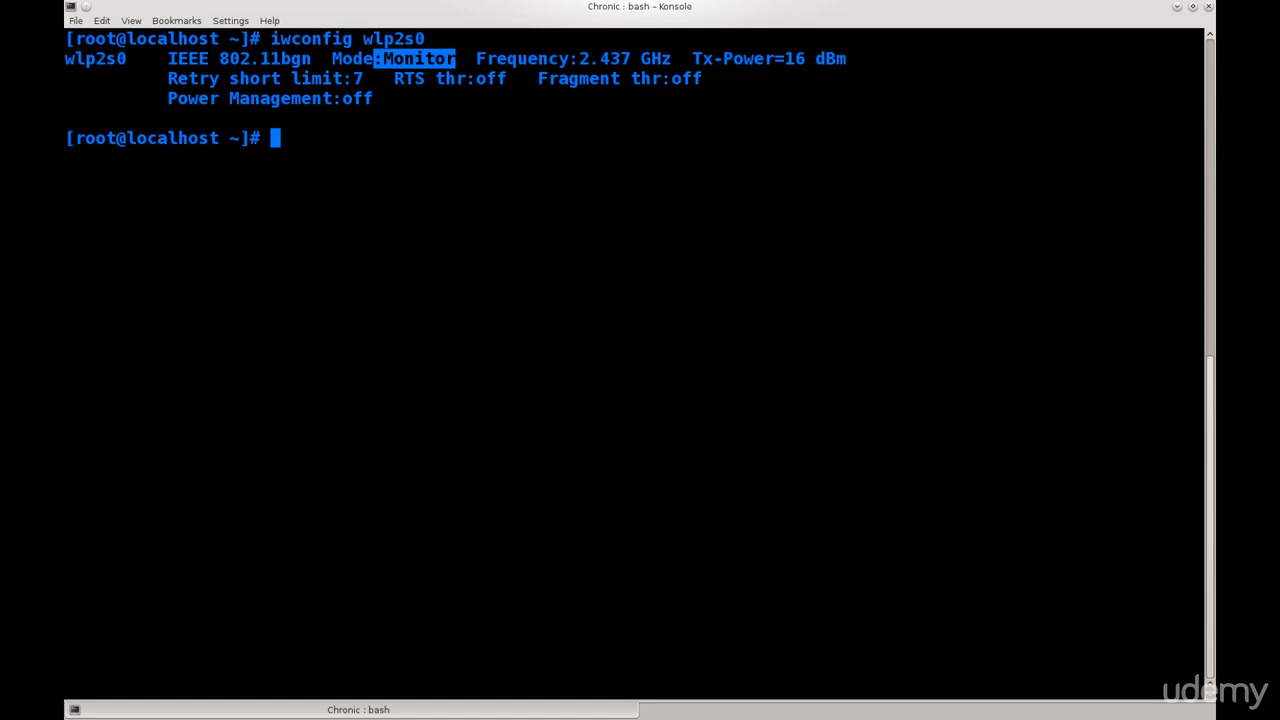 Chronic : bash – Konsole
File Edit View Bookmarks Settings Help
[root@localhost ~]# iwconfig wlp2s0
wlp2s0    IEEE 802.11bgn  Mode:Monitor  Frequency:2.437 GHz  Tx-Power=16 dBm
          Retry short limit:7   RTS thr:off   Fragment thr:off
          Power Management:off
[root@localhost ~]#
udemy
Chronic : bash